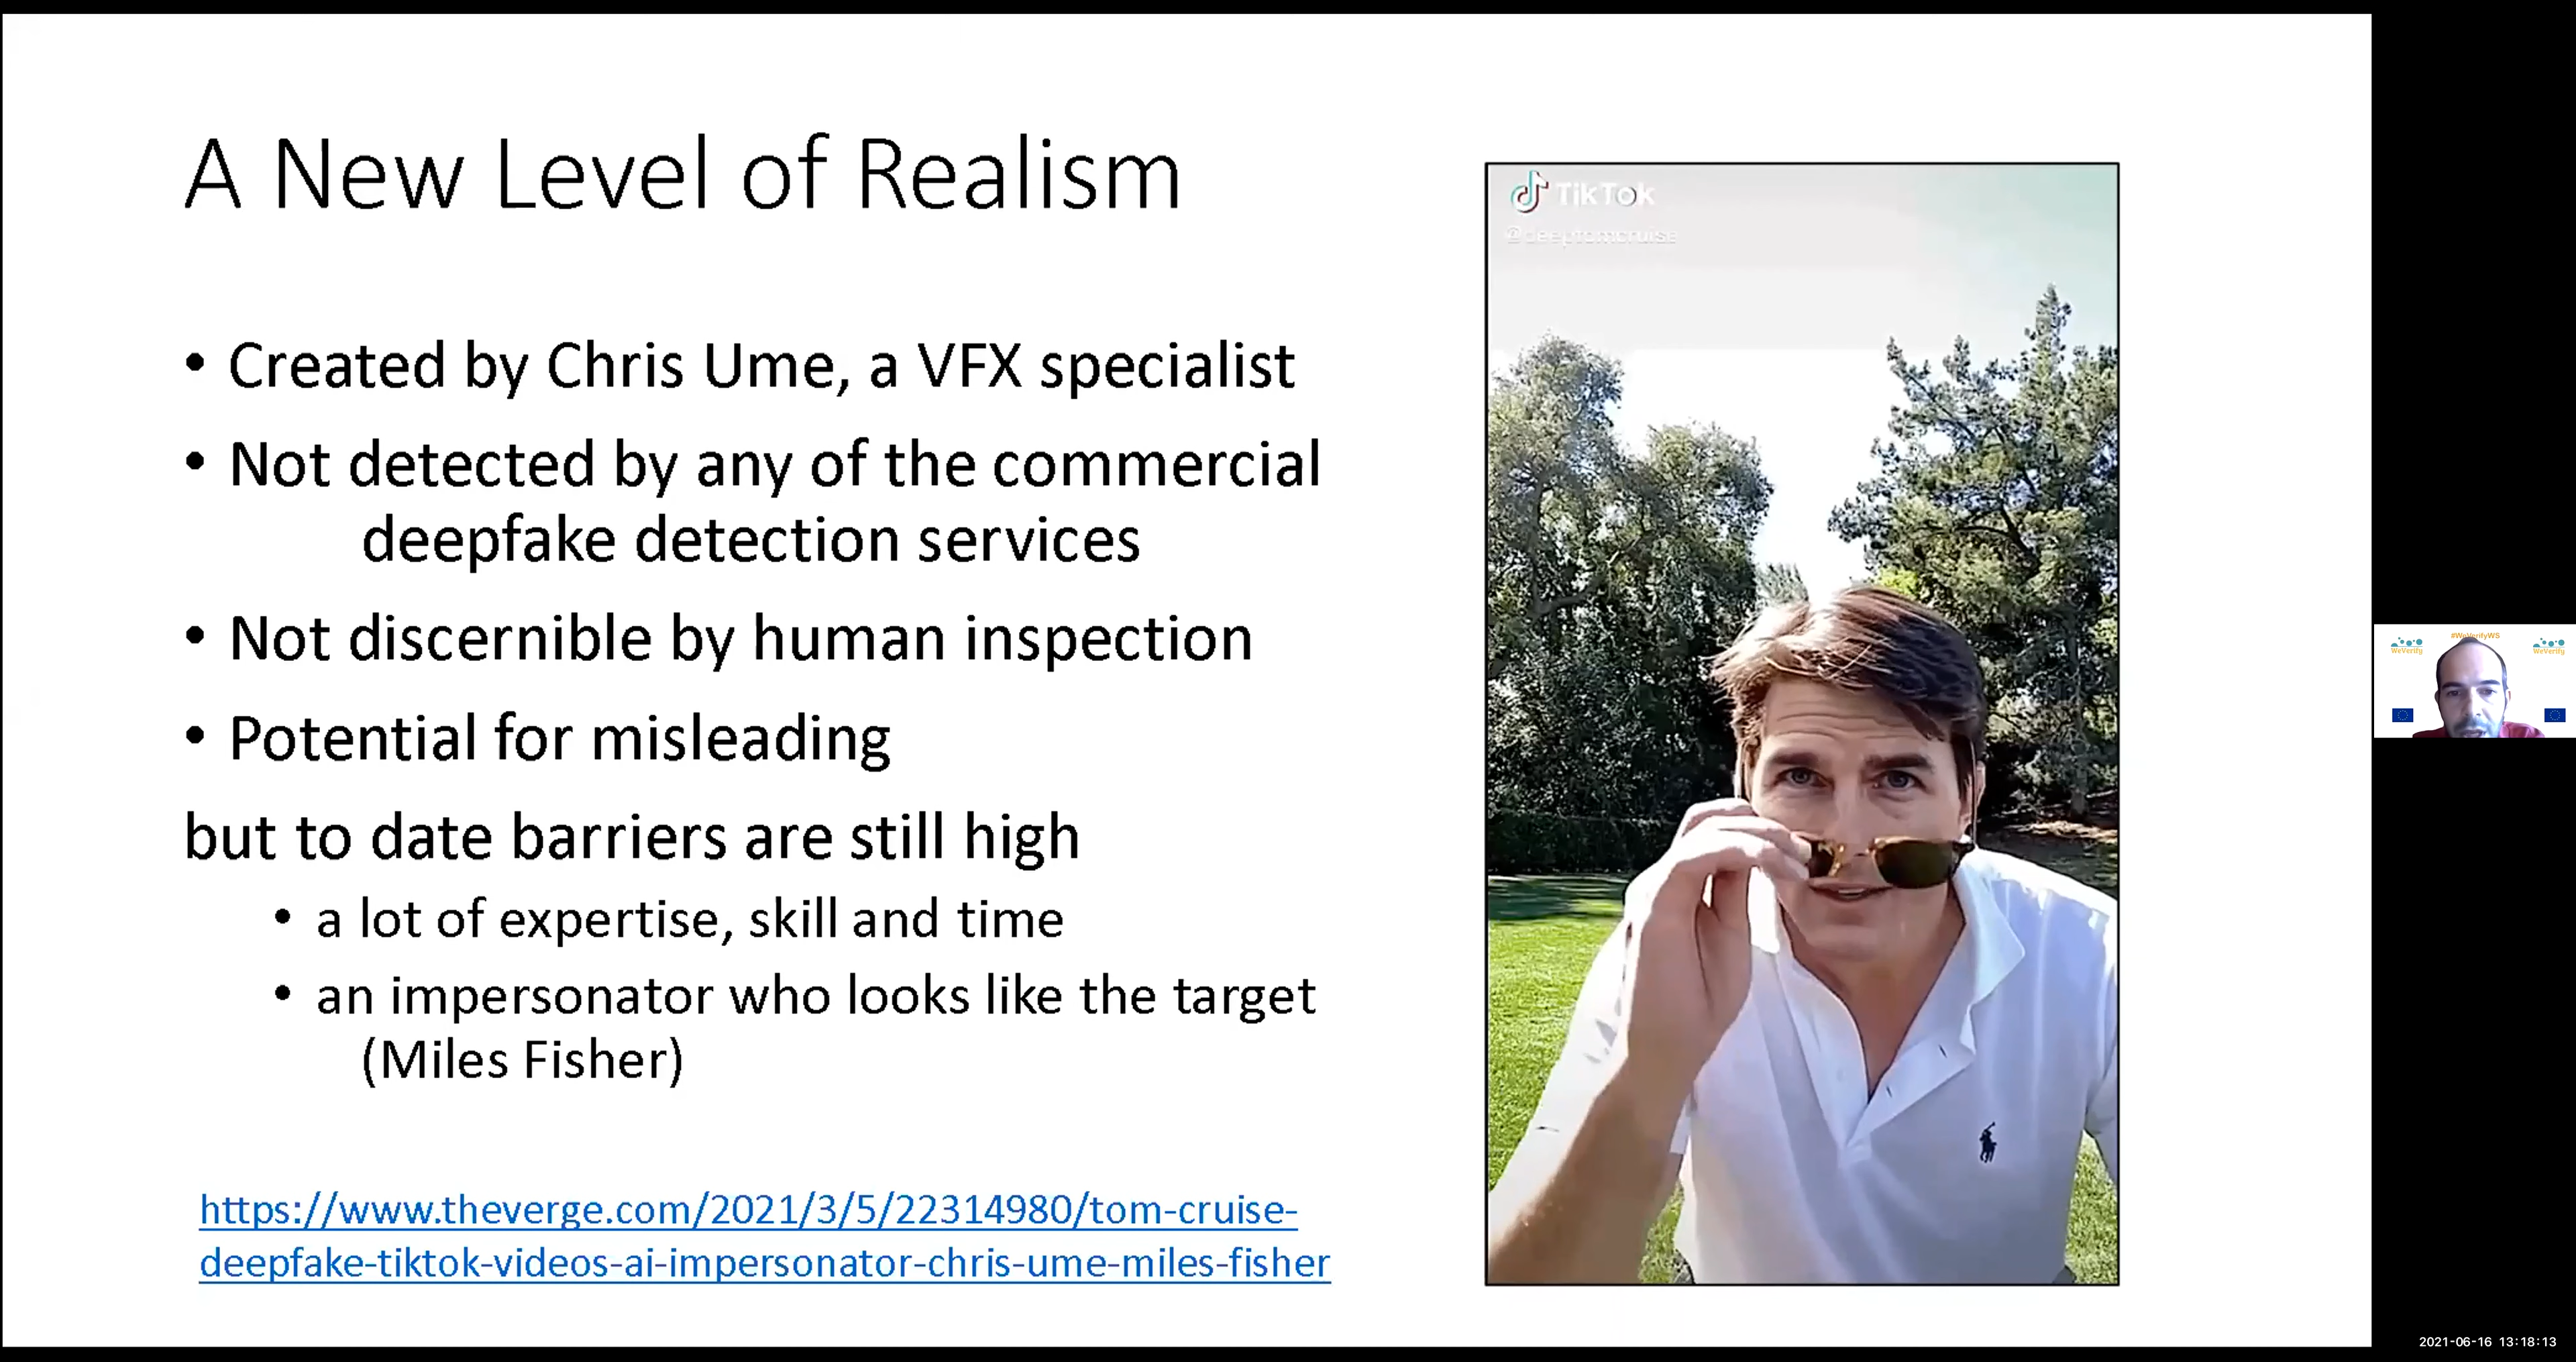 A New Level of Realism
• Created by Chris Ume, a VFX specialist
• Not detected by any of the commercial
deepfake detection services
• Not discernible by human inspection
• Potential for misleading
but to date barriers are still high
• a lot of expertise, skill and time
• an impersonator who looks like the target
(Miles Fisher)
https://www.theverge.com/2021/3/5/22314980/tom-cruise-
deepfake-tiktok-videos-ai-impersonator-chris-ume-miles-fisher
TikTok
@deeptomcruise
#WeVerifyWS
WeVerify
WeVerify
2021-06-16 13:18:13